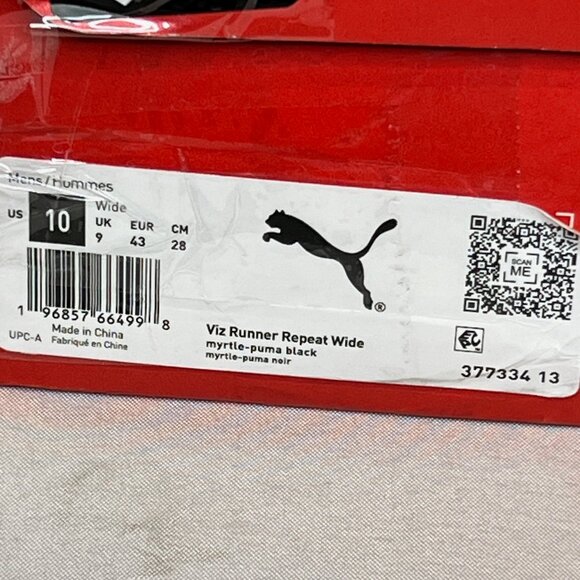 Mens/Hommes
Wide
US 10 UK EUR CM
9 43 28
1 96857 66499 8
UPC-A Made in China
Fabriqué en Chine
®
Viz Runner Repeat Wide
myrtle-puma black
myrtle-puma noir
SCAN
ME
377334 13